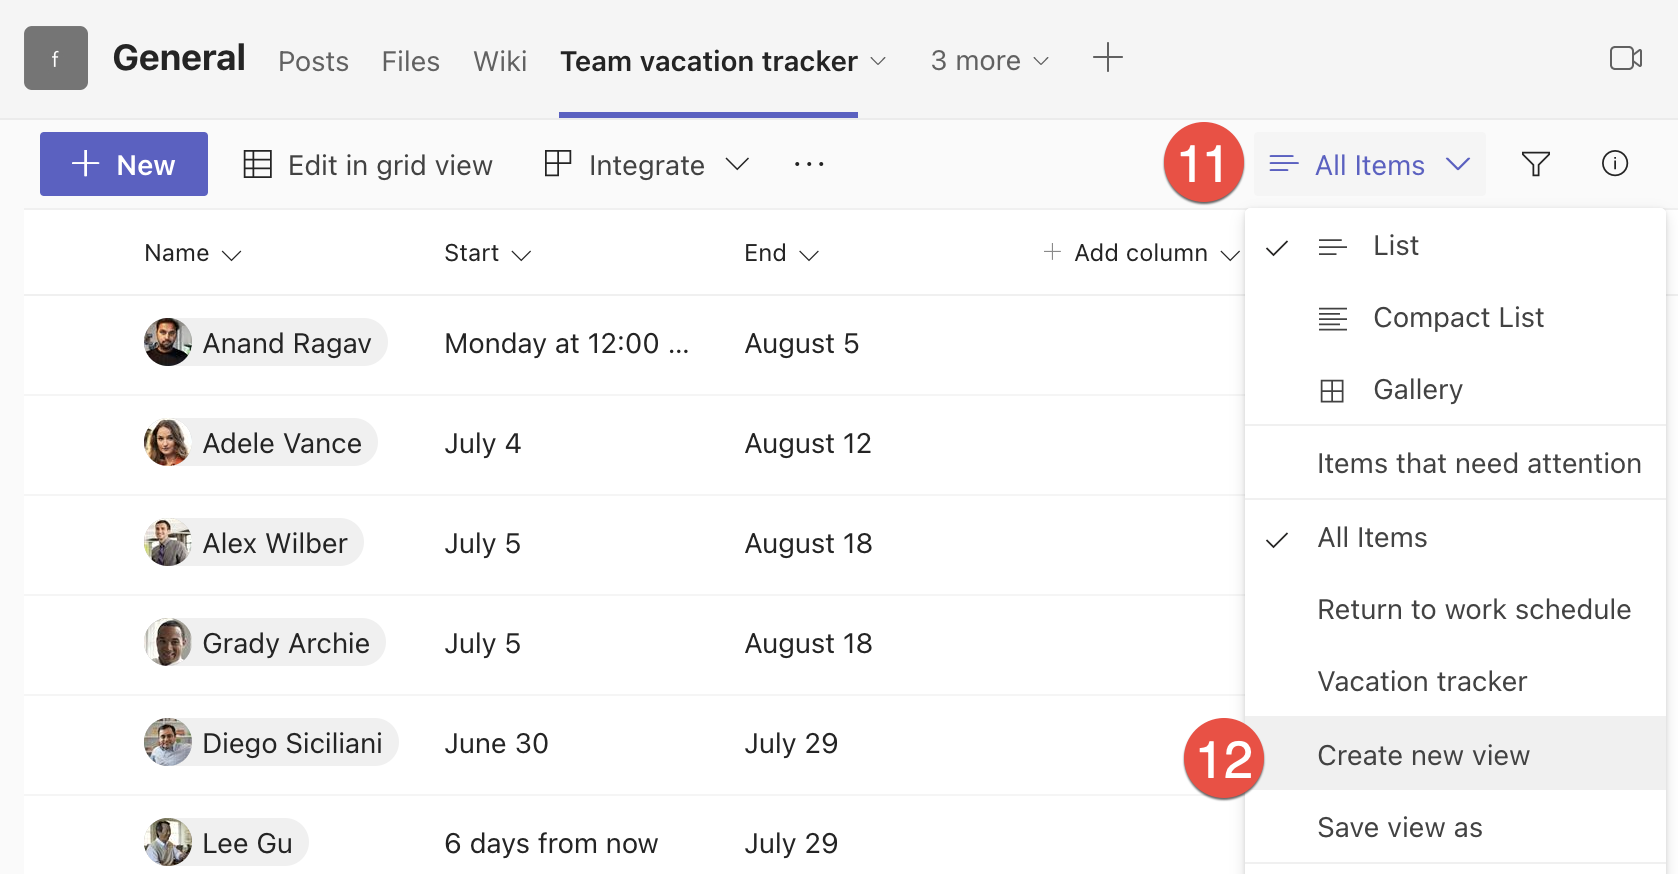 f General Posts Files Wiki Team vacation tracker 3 more
New Edit in grid view Integrate ... 11 All Items
Name Start End + Add column
List
Compact List
Gallery
Items that need attention
All Items
Return to work schedule
Vacation tracker
12 Create new view
Save view as
Anand Ragav Monday at 12:00 ... August 5
Adele Vance July 4 August 12
Alex Wilber July 5 August 18
Grady Archie July 5 August 18
Diego Siciliani June 30 July 29
Lee Gu 6 days from now July 29